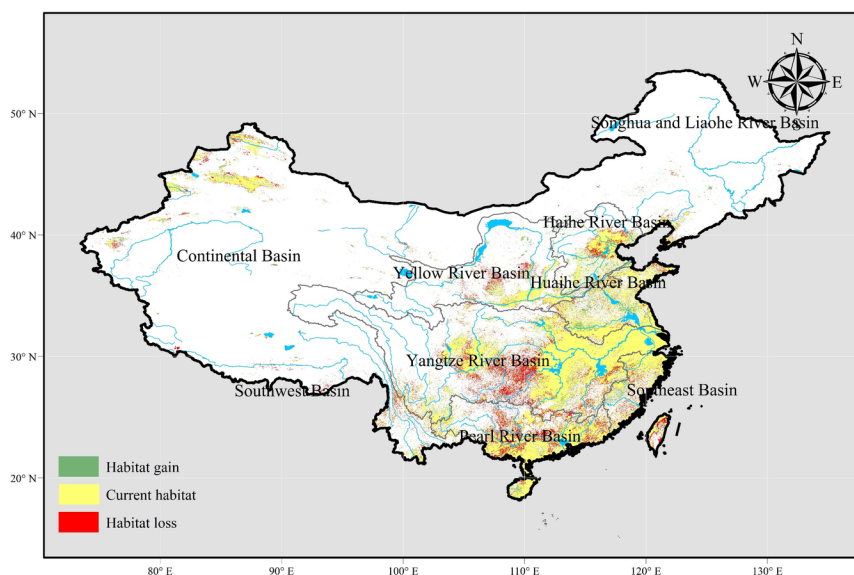 N
W E
S
50° N
Songhua and Liaohe River Basin
Haihe River Basin
40° N
Continental Basin
Yellow River Basin
Huaihe River Basin
30° N
Yangtze River Basin
Southwest Basin
Southeast Basin
Pearl River Basin
20° N
Habitat gain
Current habitat
Habitat loss
80° E 90° E 100° E 110° E 120° E 130° E